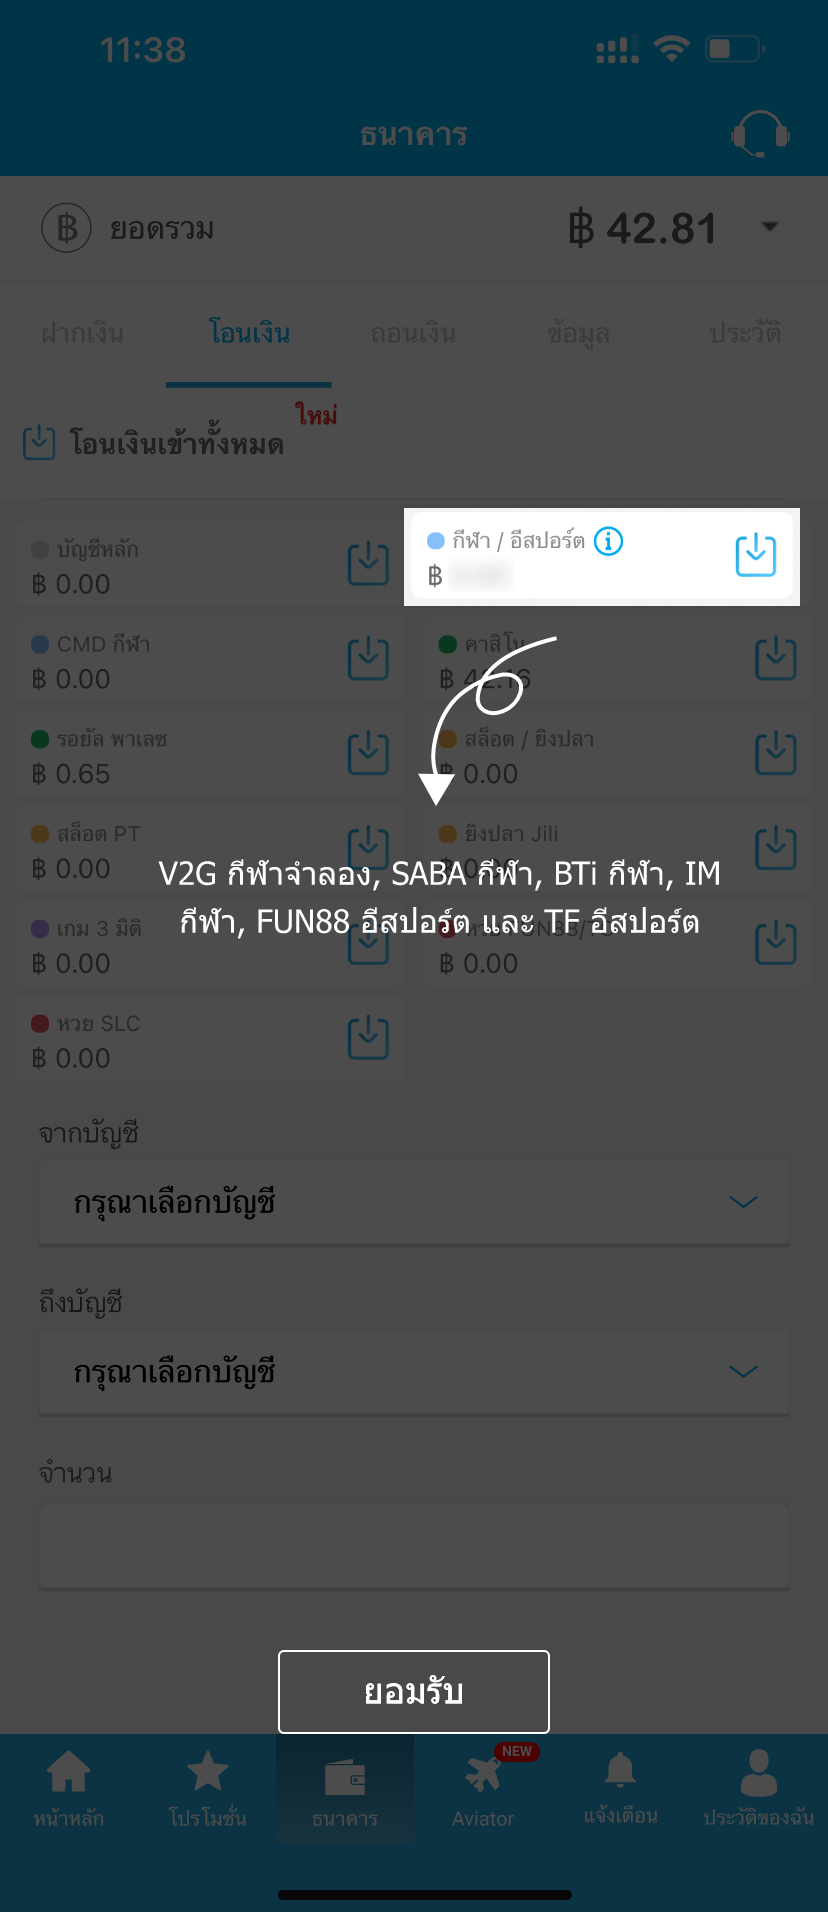 11:38
ธนาคาร
฿ ยอดรวม ฿ 42.81
ฝากเงิน โอนเงิน ถอนเงิน ข้อมูล ประวัติ
ใหม่
โอนเงินเข้าทั้งหมด
บัญชีหลัก
฿ 0.00
กีฬา / อีสปอร์ต
฿
CMD กีฬา
฿ 0.00
คาสิโน
฿ 42.16
รอยัล พาเลซ
฿ 0.65
สล็อต / ยิงปลา
฿ 0.00
สล็อต PT
฿ 0.00
ยิงปลา Jili
V2G กีฬาจำลอง, SABA กีฬา, BTi กีฬา, IM
กีฬา, FUN88 อีสปอร์ต และ TF อีสปอร์ต
เกม 3 มิติ
฿ 0.00
฿ 0.00
หวย SLC
฿ 0.00
จากบัญชี
กรุณาเลือกบัญชี
ถึงบัญชี
กรุณาเลือกบัญชี
จำนวน
ยอมรับ
NEW
หน้าหลัก โปรโมชั่น ธนาคาร Aviator แจ้งเตือน ประวัติของฉัน